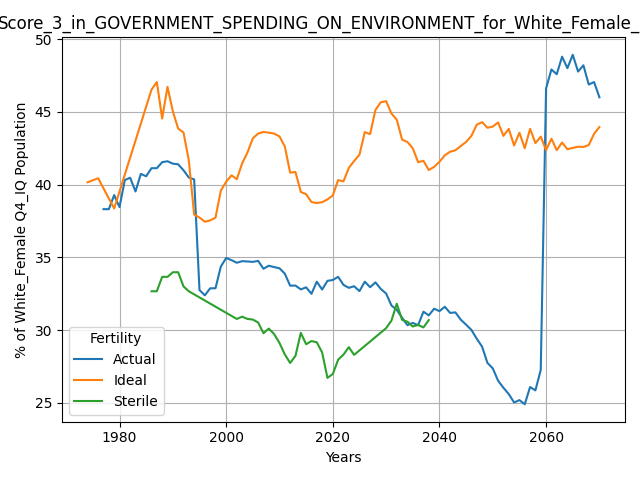 Score_3_in_GOVERNMENT_SPENDING_ON_ENVIRONMENT_for_White_Female_
% of White_Female Q4_IQ Population
50
45
40
35
30
25
Fertility
Actual
Ideal
Sterile
1980
2000
2020
2040
2060
Years